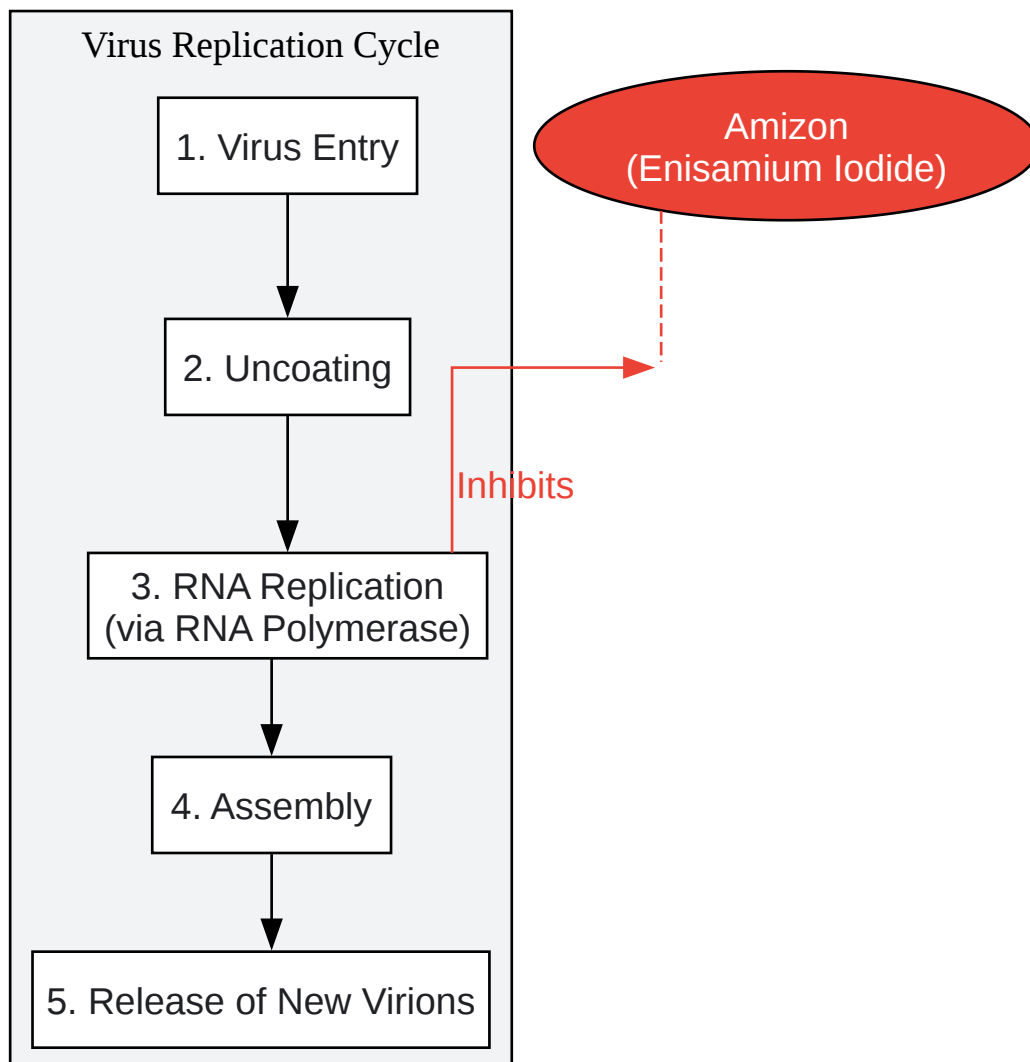 Virus Replication Cycle
1. Virus Entry
Amizon
(Enisamium Iodide)
2. Uncoating
Inhibits
3. RNA Replication
(via RNA Polymerase)
4. Assembly
5. Release of New Virions